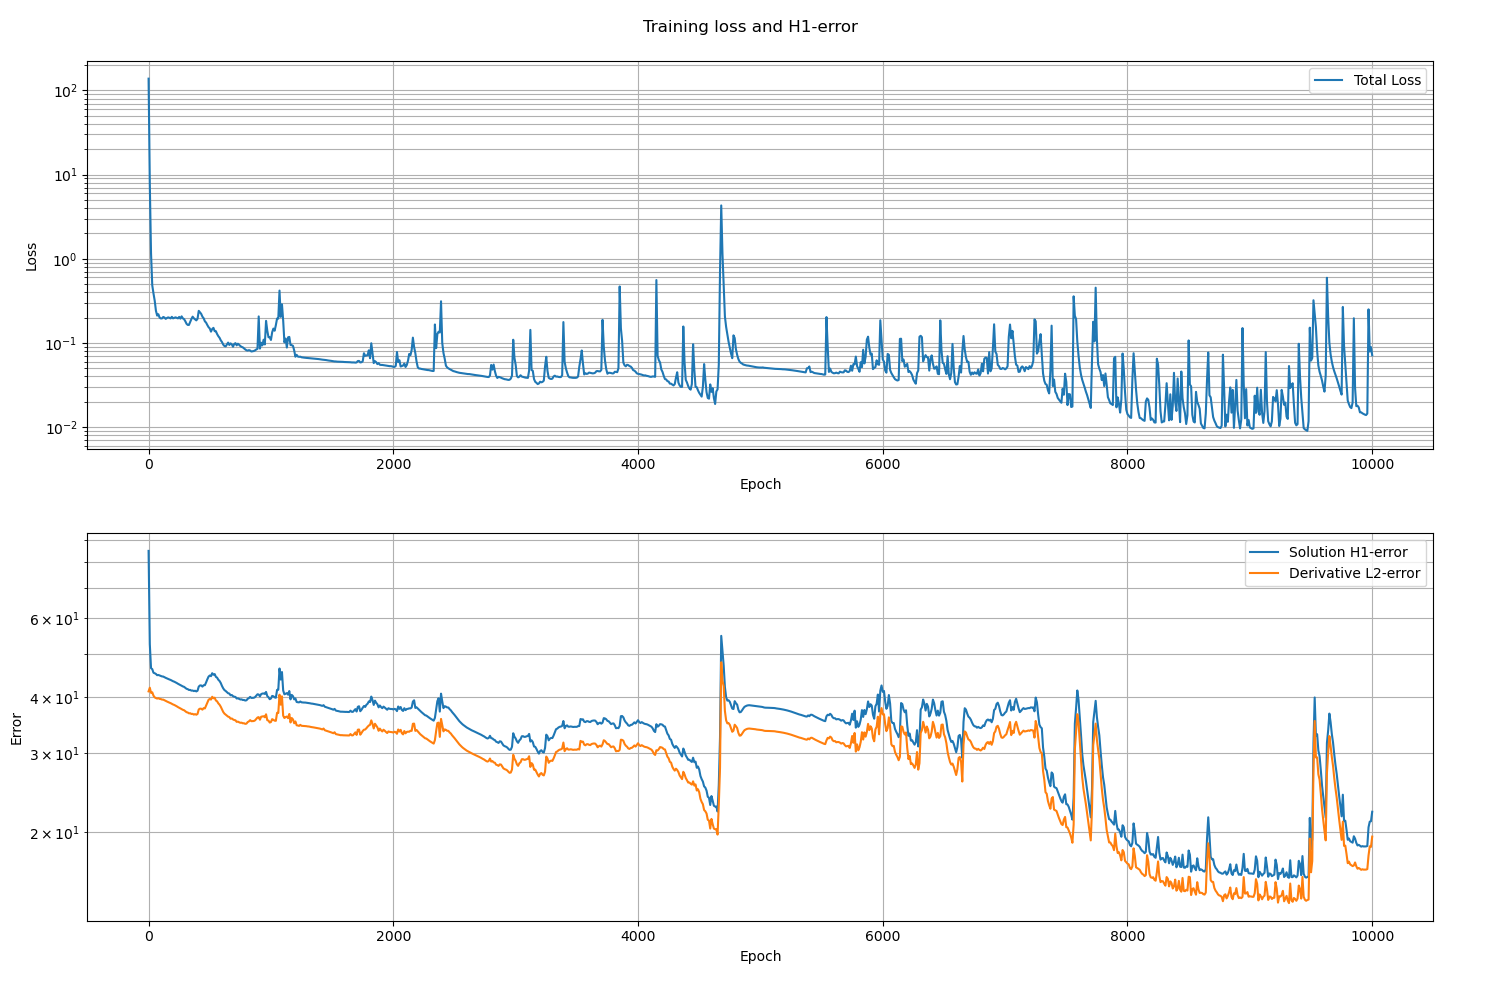 Training loss and H1-error
Total Loss
10²
10¹
10⁰
10⁻¹
10⁻²
Loss
0 2000 4000 6000 8000 10000
Epoch
Solution H1-error
Derivative L2-error
6 × 10¹
4 × 10¹
3 × 10¹
2 × 10¹
Error
0 2000 4000 6000 8000 10000
Epoch